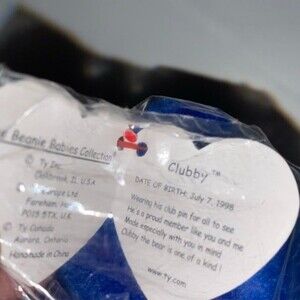 Beanie Babies Collection
© Ty Inc.
Oakbrook, IL. U.S.A.
Europe Ltd
Fareham, 
PO15 5TX, U.K.
© Ty Canada
Aurora, Ontario
Handmade in China
Clubby™
DATE OF BIRTH: July 7, 1998
Wearing his club pin for all to see
He's a proud member like you and me
Made especially with you in mind
Clubby the bear is one of a kind!
www.ty.com